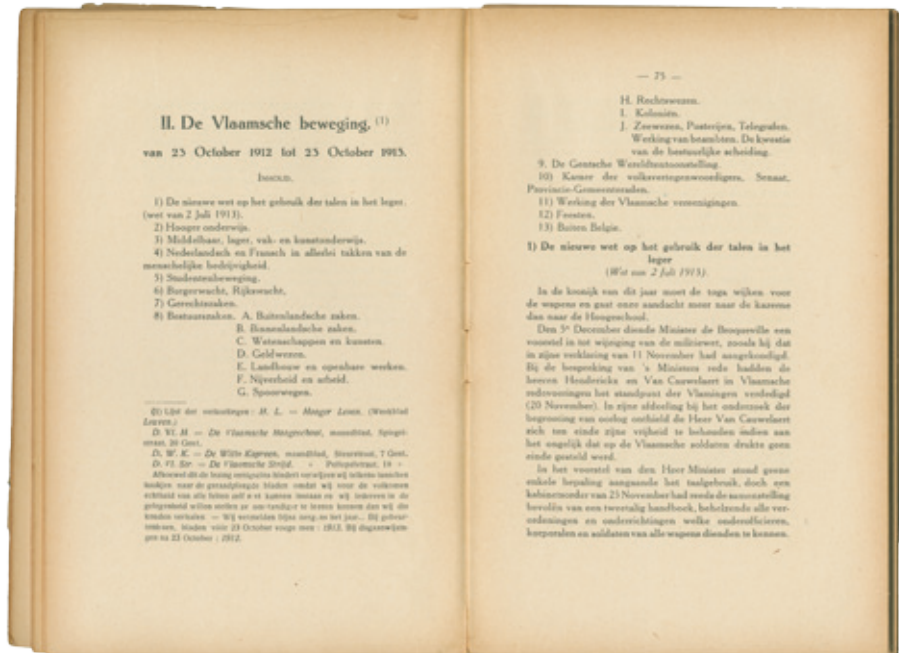 II. De Vlaamsche beweging. (1)
van 23 October 1912 tot 23 October 1913.
INHOUD.
1) De nieuwe wet op het gebruik der talen in het leger.
(wet van 2 Juli 1913).
2) Hooger onderwijs.
3) Middelbaar, lager, vak- en kunstonderwijs.
4) Nederlandsch en Fransch in allerlei takken van de
menschelijke bedrijvigheid.
5) Studentenbeweging.
6) Burgerwacht, Rijkswacht,
7) Gerechtszaken.
8) Bestuurszaken. A. Buitenlandsche zaken.
B. Binnenlandsche zaken.
C. Wetenschappen en kunsten.
D. Geldwezen.
E. Landbouw en openbare werken.
F. Nijverheid en arbeid.
G. Spoorwegen.
(1) Lijst der verkortingen : H. L. — Hooger Leven. (Weekblad
Leuven.)
D. Vl. H. — De Vlaamsche Hoogeschool, maandblad, Spiegel-
straat, 20 Gent.
D. W. K. — De Witte Kaproen, maandblad, 7 Gent.
D. Vl. Str. — De Vlaamsche Strijd. 19
— 75 —
H. Rechtswezen.
I. Koloniën.
J. Zeewezen, Posterijen, Telegrafen.
Werking van beambten. De kwestie
van de bestuurlijke scheiding.
9. De Gentsche Wereldtentoonstelling.
10) Kamer der volksvertegenwoordigers, Senaat,
Provincie-Gemeenteraden.
11) Werking der Vlaamsche vereenigingen.
12) Feesten.
13) Buiten Belgie.
1) De nieuwe wet op het gebruik der talen in het
leger
(Wet van 2 Juli 1913).
In de kronijk van dit jaar moet de toga wijken voor
de wapens en gaat onze aandacht meer naar de kazerne
dan naar de Hoogeschool.
Den 5n December diende Minister de Broqueville een
voorstel in tot wijziging van de militiewet, zooals hij dat
in zijne verklaring van 11 November had aangekondigd.
Bij de bespreking van 's Ministers rede hadden de
heeren Henderickx en Van Cauwelaert in Vlaamsche
redevoeringen het standpunt der Vlamingen verdedigd
(20 November). In zijne afdeeling bij het onderzoek der
begrooting van oorlog onthield de Heer Van Cauwelaert
zich ten einde zijne vrijheid te behouden indien aan
het ongelijk dat op de Vlaamsche soldaten drukte geen
einde gesteld werd.
In het voorstel van den Heer Minister stond geene
enkele bepaling aangaande het taalgebruik, doch een
kabinetsorder van 25 November had reeds de samenstelling
bevolen van een tweetalig handboek, behelzende alle ver-
ordeningen en onderrichtingen welke onderofficieren,
korporalen en soldaten van alle wapens dienden te kennen.